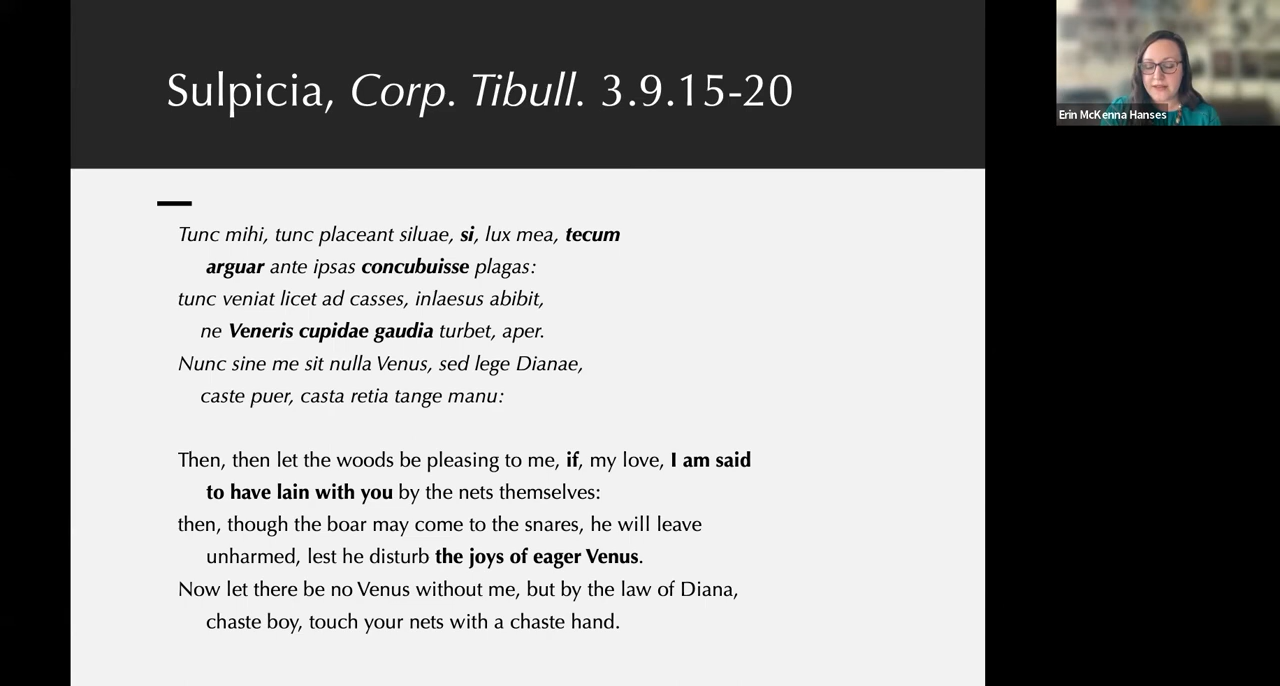 Sulpicia, Corp. Tibull. 3.9.15-20
Erin McKenna Hanses
Tunc mihi, tunc placeant siluae, si, lux mea, tecum
arguar ante ipsas concubuisse plagas:
tunc veniat licet ad casses, inlaesus abibit,
ne Veneris cupidae gaudia turbet, aper.
Nunc sine me sit nulla Venus, sed lege Dianae,
caste puer, casta retia tange manu:
Then, then let the woods be pleasing to me, if, my love, I am said
to have lain with you by the nets themselves:
then, though the boar may come to the snares, he will leave
unharmed, lest he disturb the joys of eager Venus.
Now let there be no Venus without me, but by the law of Diana,
chaste boy, touch your nets with a chaste hand.